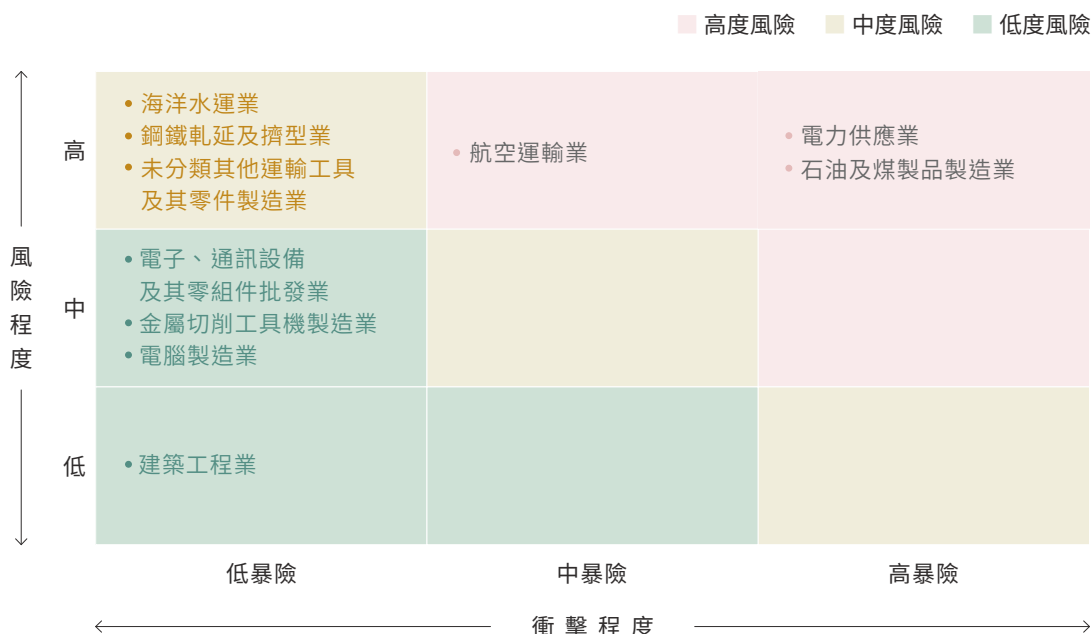 高度風險 中度風險 低度風險
高
• 海洋水運業
• 鋼鐵軋延及擠型業
• 未分類其他運輸工具
及其零件製造業
• 航空運輸業
• 電力供應業
• 石油及煤製品製造業
風險程度
中
• 電子、通訊設備
及其零組件批發業
• 金屬切削工具機製造業
• 電腦製造業
低
• 建築工程業
低暴險 中暴險 高暴險
衝擊程度